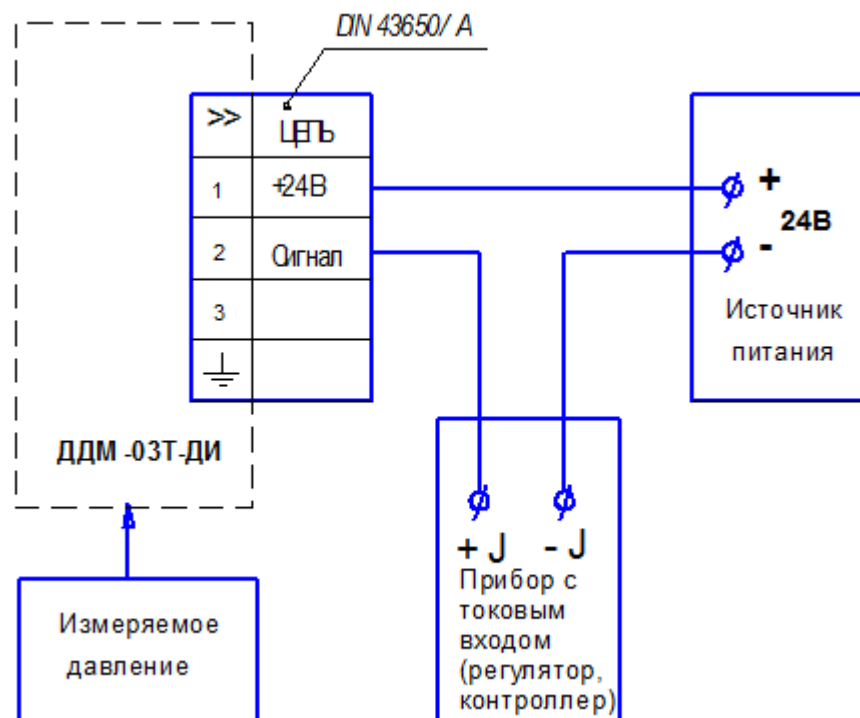 DIN 43650/ А
>> ЦЕПЬ
1 +24В
2 Сигнал
3
+
24В
-
Источник
питания
ДДМ -03Т-ДИ
+ J - J
Прибор с
токовым
входом
(регулятор,
контроллер)
Измеряемое
давление